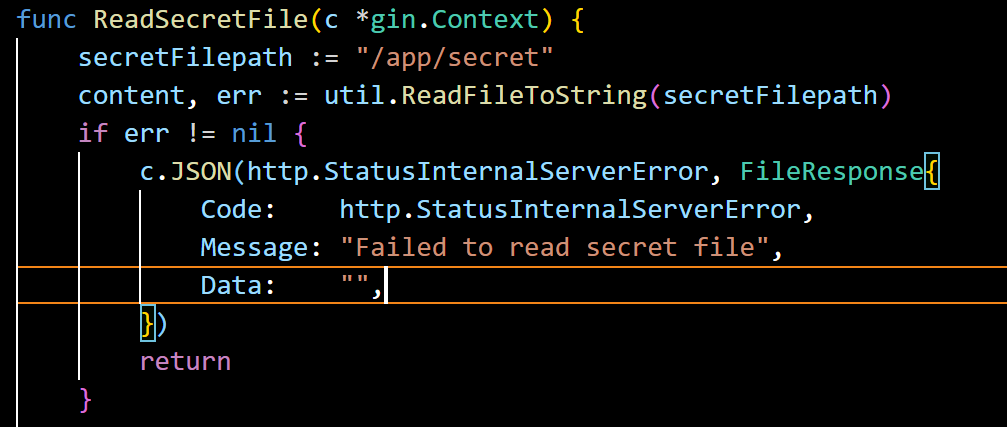 func ReadSecretFile(c *gin.Context) {
    secretFilepath := "/app/secret"
    content, err := util.ReadFileToString(secretFilepath)
    if err != nil {
        c.JSON(http.StatusInternalServerError, FileResponse{
            Code:    http.StatusInternalServerError,
            Message: "Failed to read secret file",
            Data:    "",
        })
        return
    }